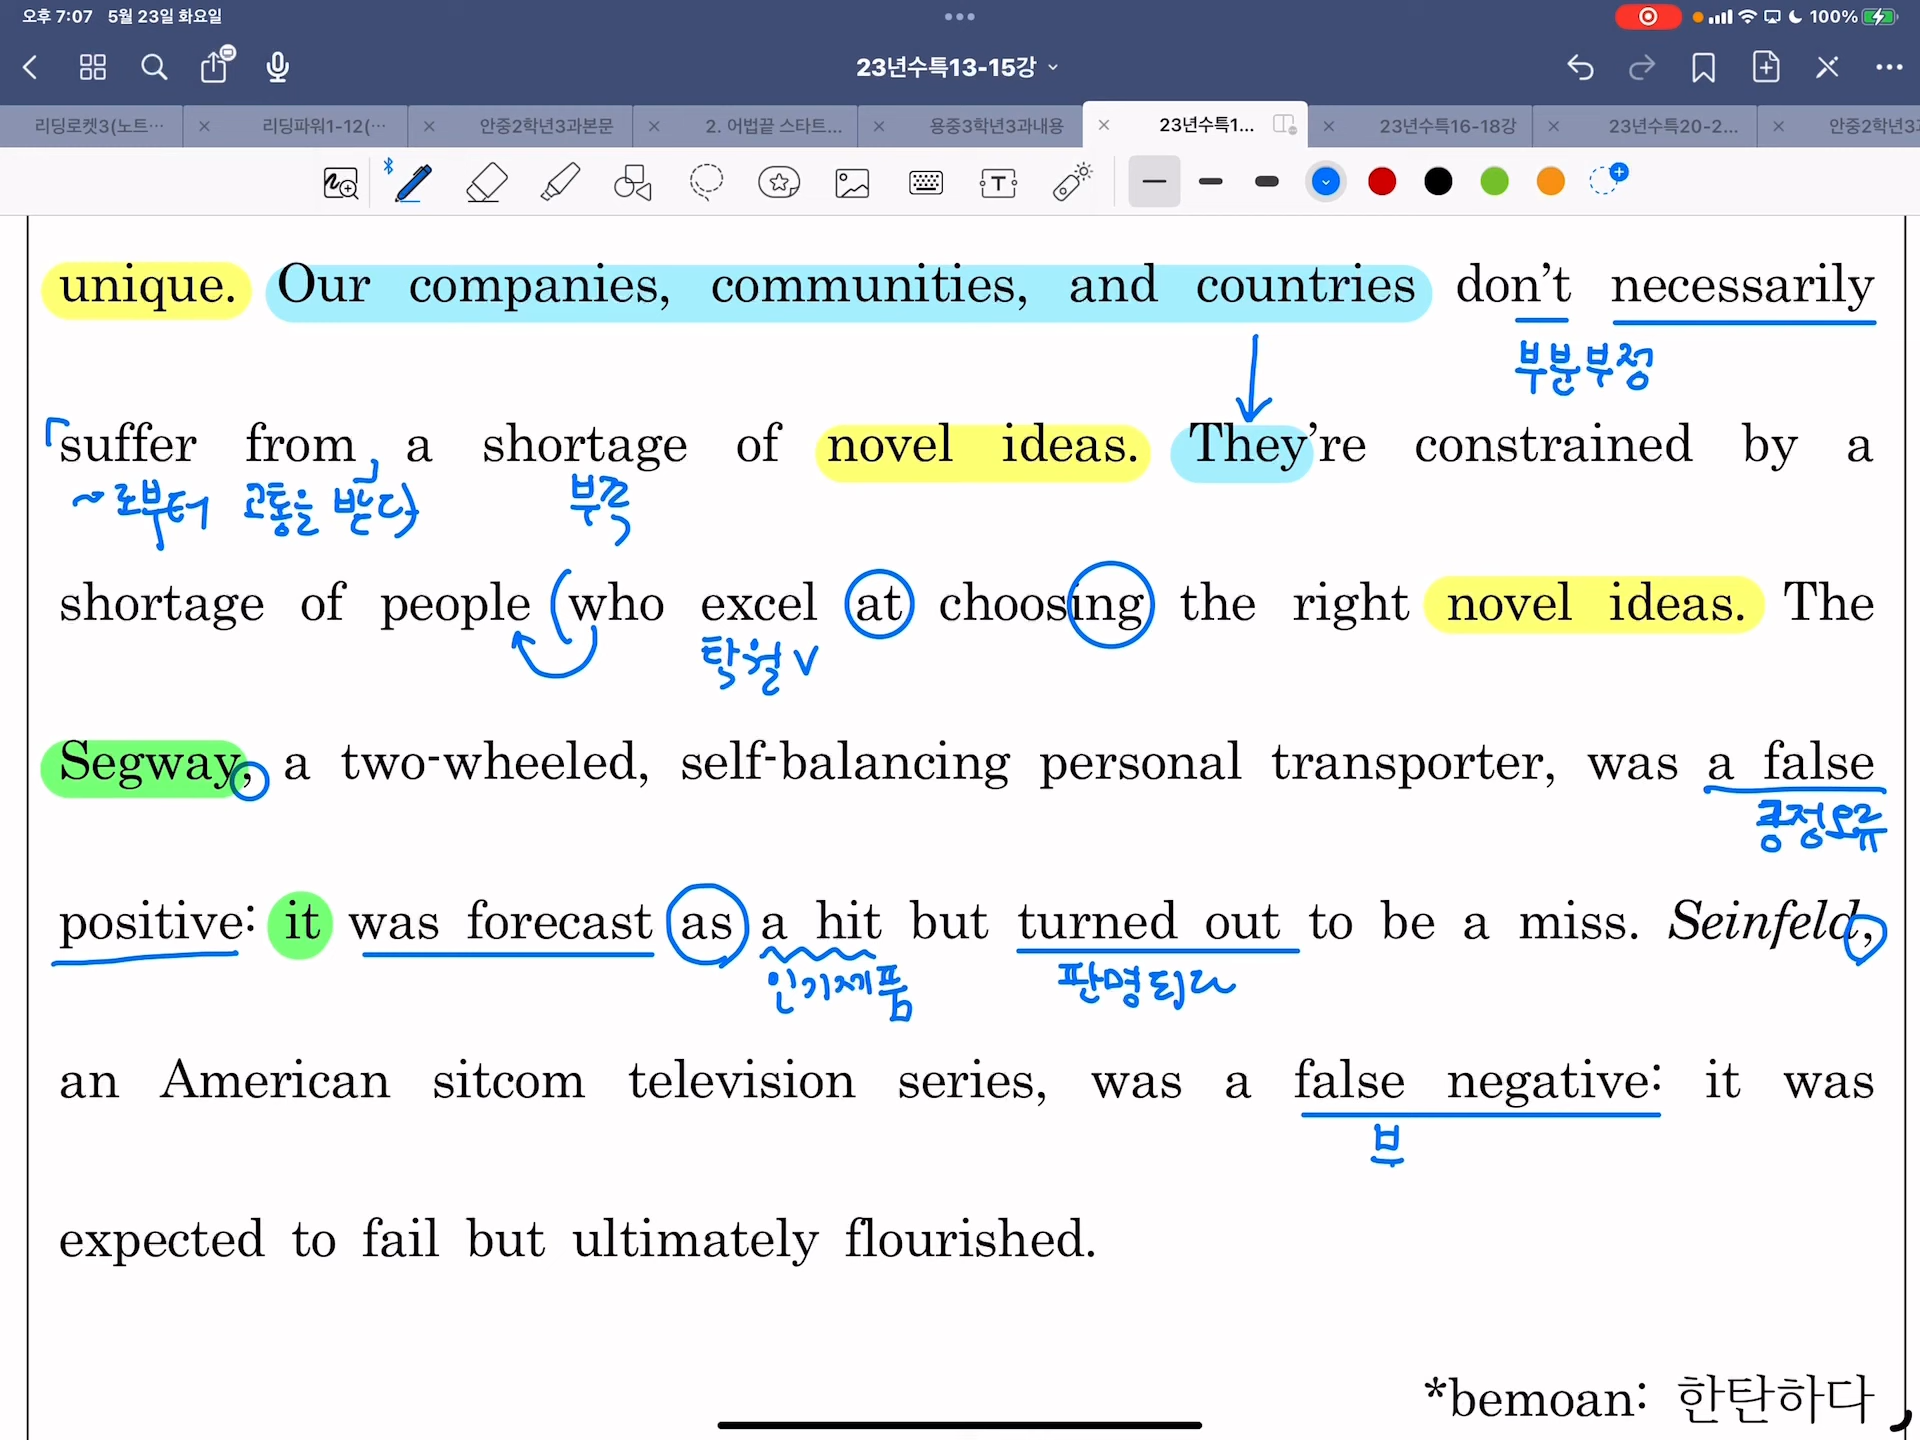 오후 7:07 5월 23일 화요일
100%
23년수특13-15강
리딩로켓3(노트…
리딩파워1-12(…
안중2학년3과본문
2. 어법끝 스타트...
용중3학년3과내용
23년수특1...
23년수특16-18강
23년수특20-2...
안중2학년3
unique. Our companies, communities, and countries don't necessarily
부분부정
suffer from a shortage of novel ideas. They're constrained by a
~로부터 고통을 받다 부족
shortage of people (who excel at choosing the right novel ideas. The
탁월 V
Segway, a two-wheeled, self-balancing personal transporter, was a false
긍정오류
positive: it was forecast as a hit but turned out to be a miss. Seinfeld,
인기제품 판명되다
an American sitcom television series, was a false negative: it was
부
expected to fail but ultimately flourished.
*bemoan: 한탄하다